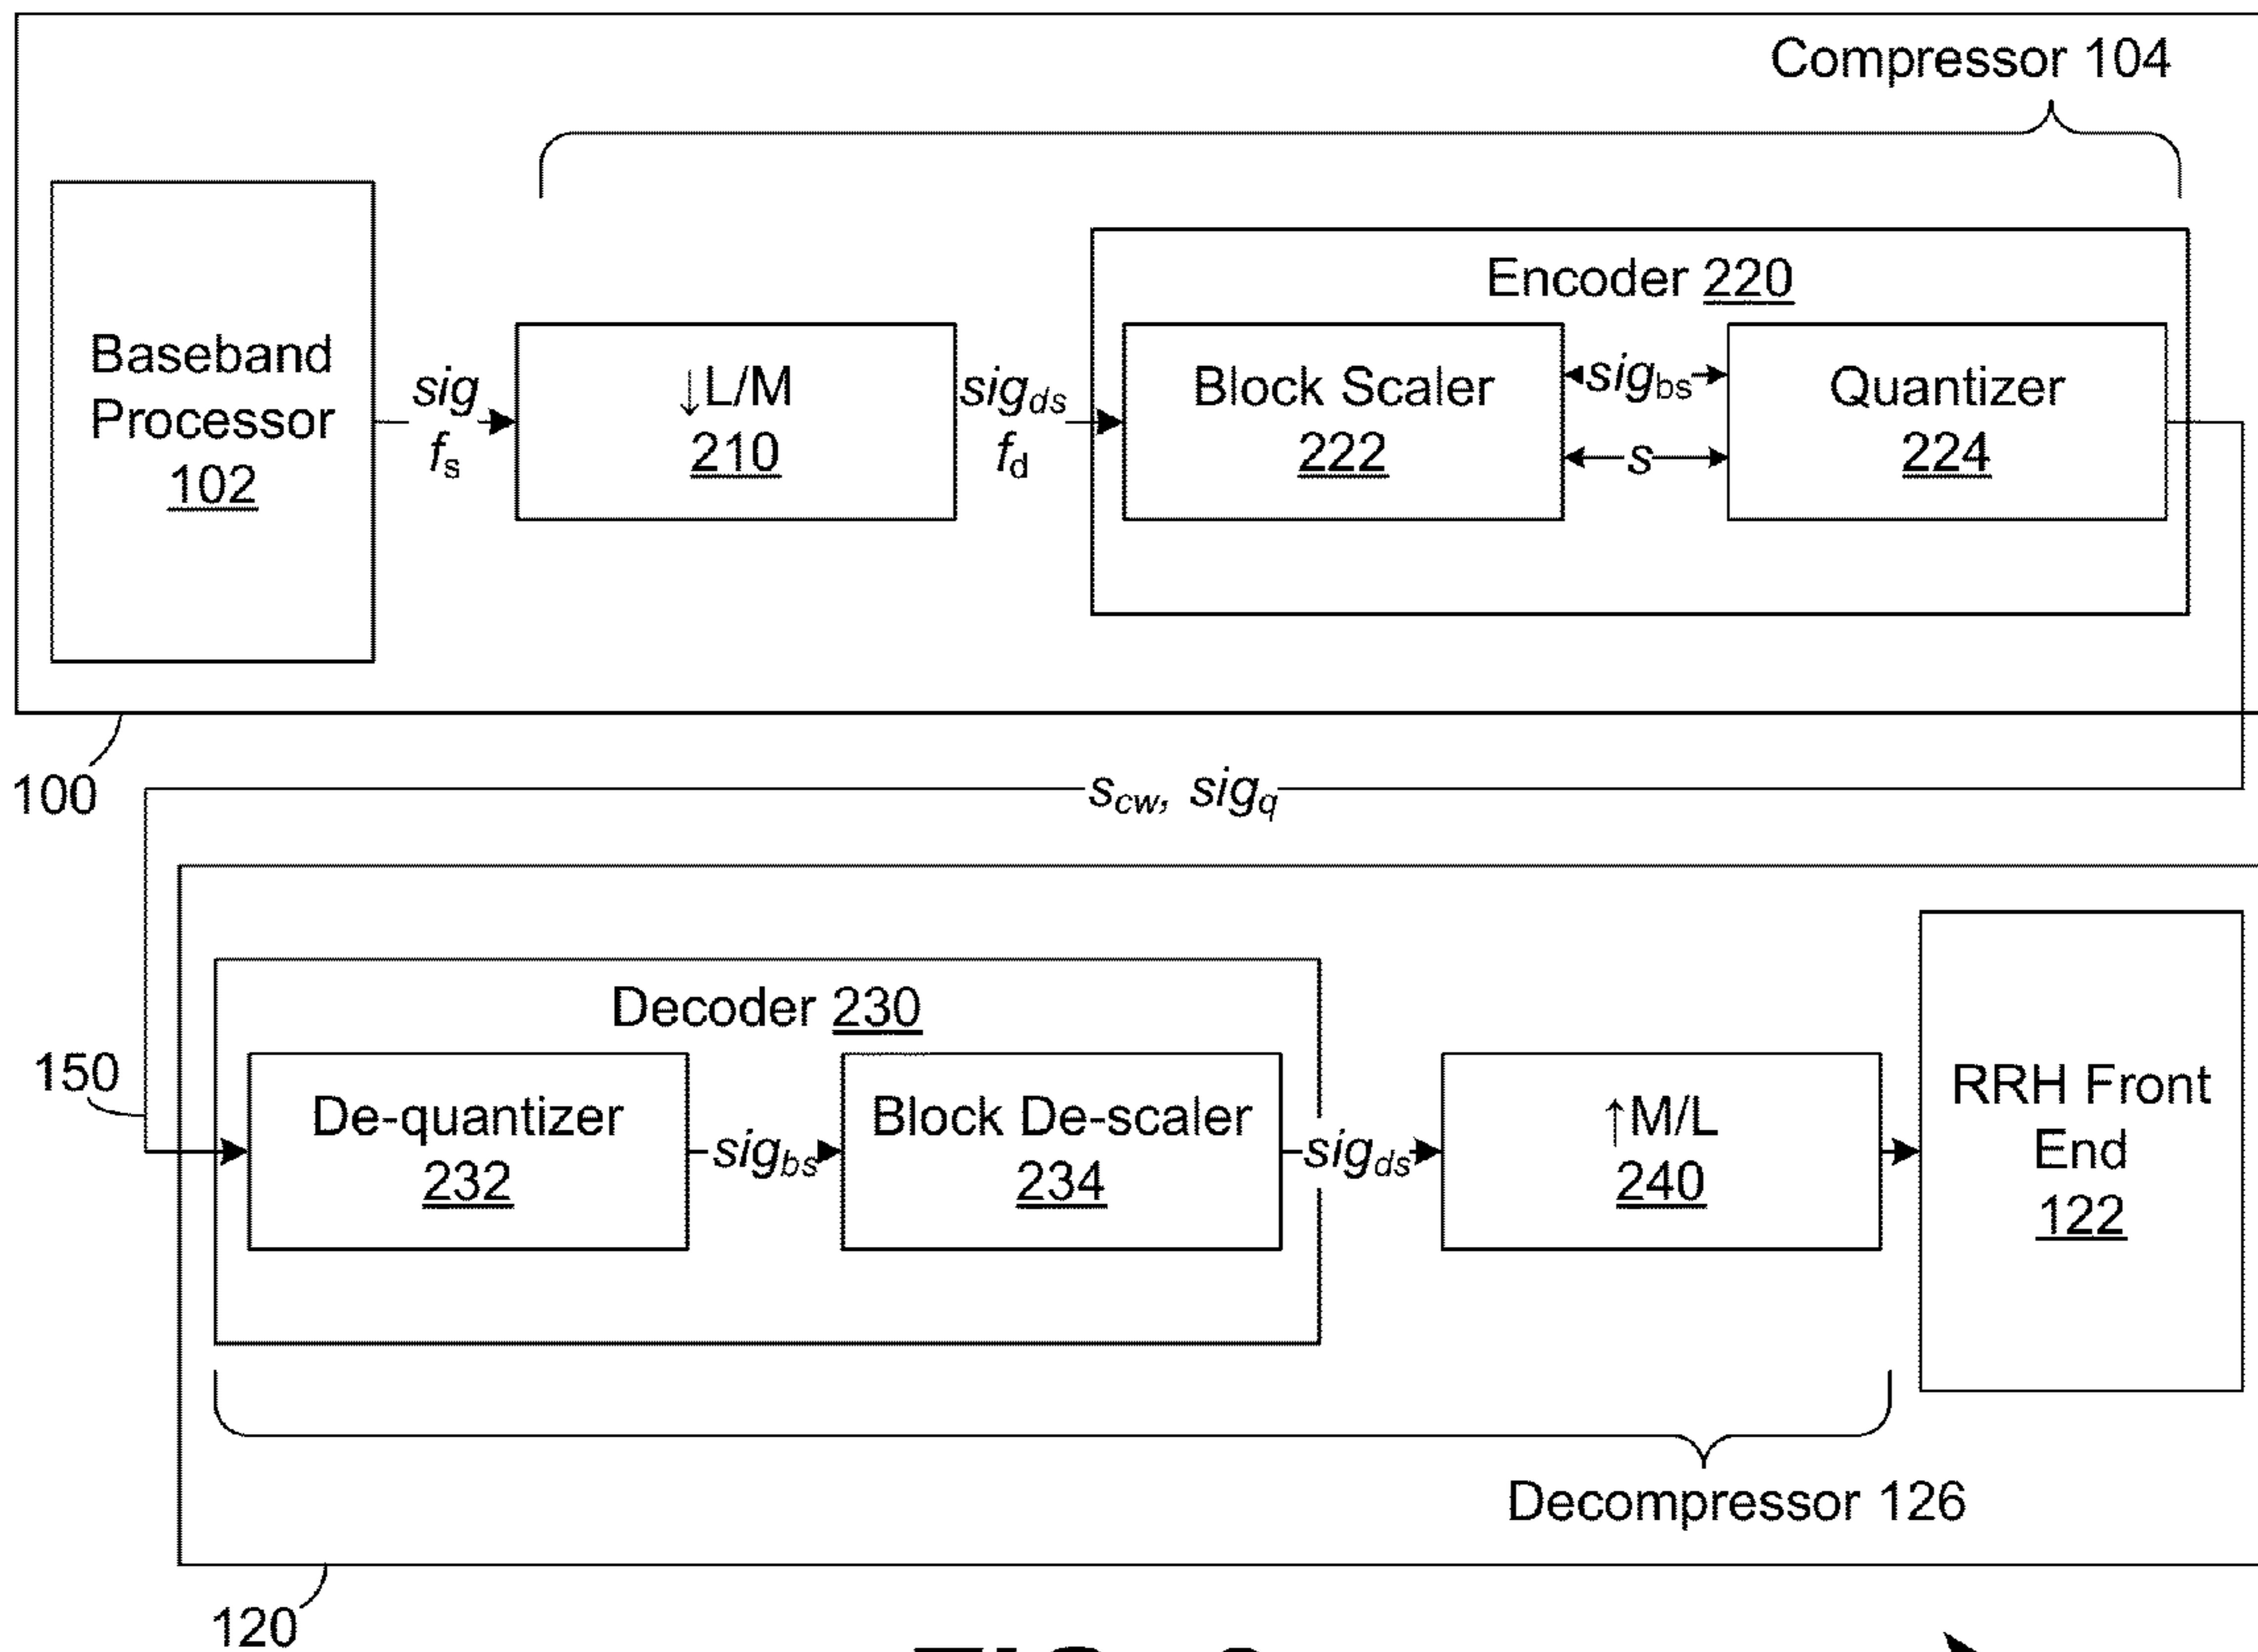 Compressor 104
Encoder 220
Baseband
Processor
102
sig
fs
↓L/M
210
sigds
fd
Block Scaler
222
sigbs
s
Quantizer
224
100
scw, sigq
Decoder 230
150
De-quantizer
232
sigbs
Block De-scaler
234
sigds
↑M/L
240
RRH Front
End
122
Decompressor 126
120